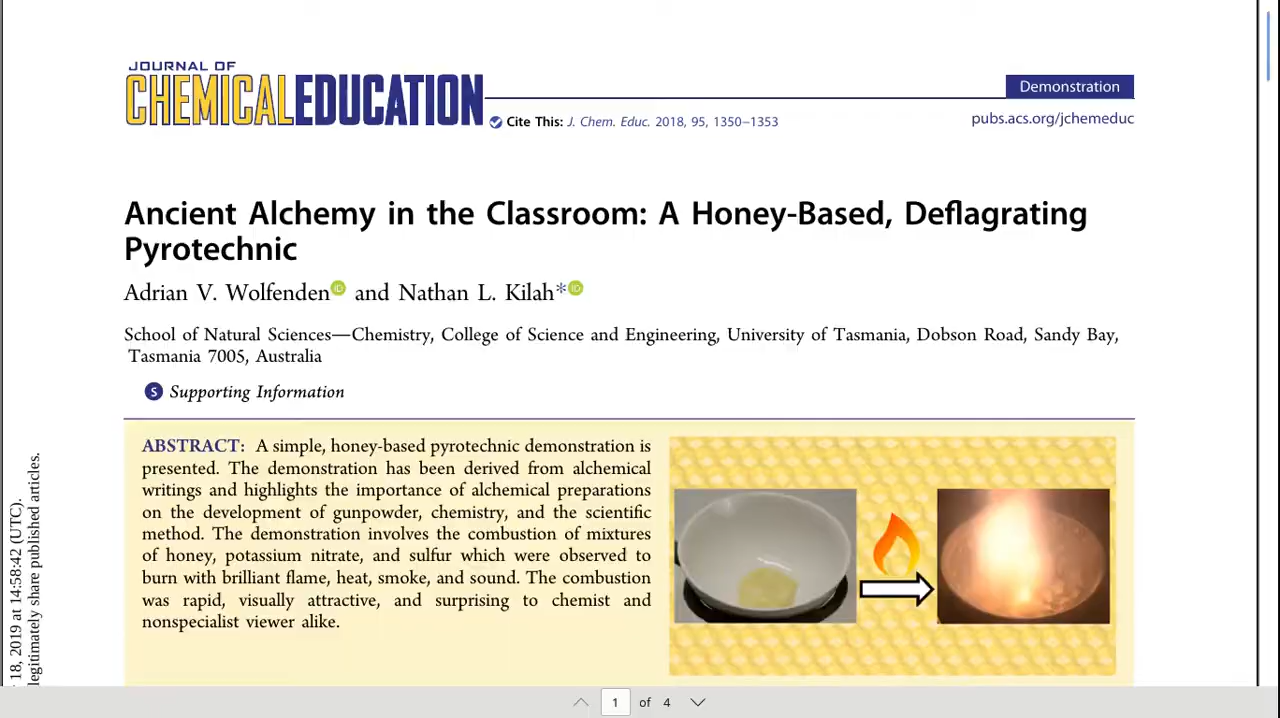 JOURNAL OF
CHEMICALEDUCATION
Demonstration
Cite This: J. Chem. Educ. 2018, 95, 1350−1353
pubs.acs.org/jchemeduc
Ancient Alchemy in the Classroom: A Honey-Based, Deflagrating
Pyrotechnic
Adrian V. Wolfenden and Nathan L. Kilah*
School of Natural Sciences—Chemistry, College of Science and Engineering, University of Tasmania, Dobson Road, Sandy Bay,
Tasmania 7005, Australia
S Supporting Information
ABSTRACT: A simple, honey-based pyrotechnic demonstration is
presented. The demonstration has been derived from alchemical
writings and highlights the importance of alchemical preparations
on the development of gunpowder, chemistry, and the scientific
method. The demonstration involves the combustion of mixtures
of honey, potassium nitrate, and sulfur which were observed to
burn with brilliant flame, heat, smoke, and sound. The combustion
was rapid, visually attractive, and surprising to chemist and
nonspecialist viewer alike.
18, 2019 at 14:58:42 (UTC).
legitimately share published articles.
1 of 4